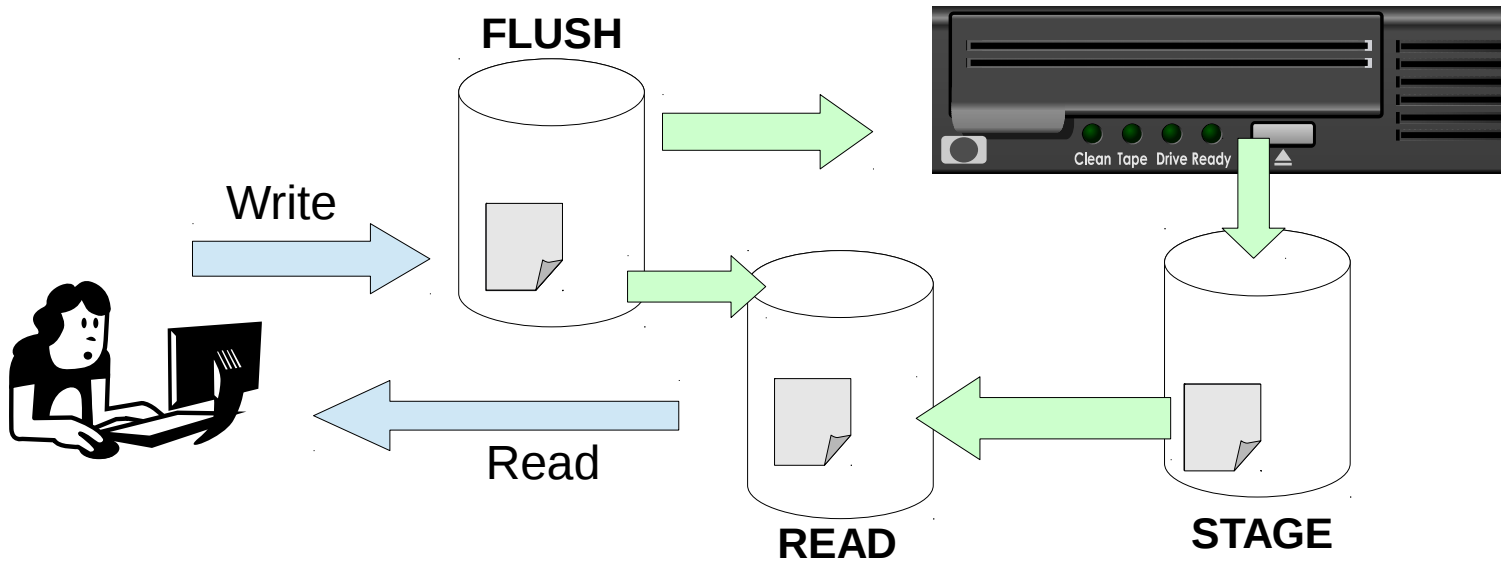 FLUSH
Write
Clean Tape Drive Ready
Read
READ
STAGE